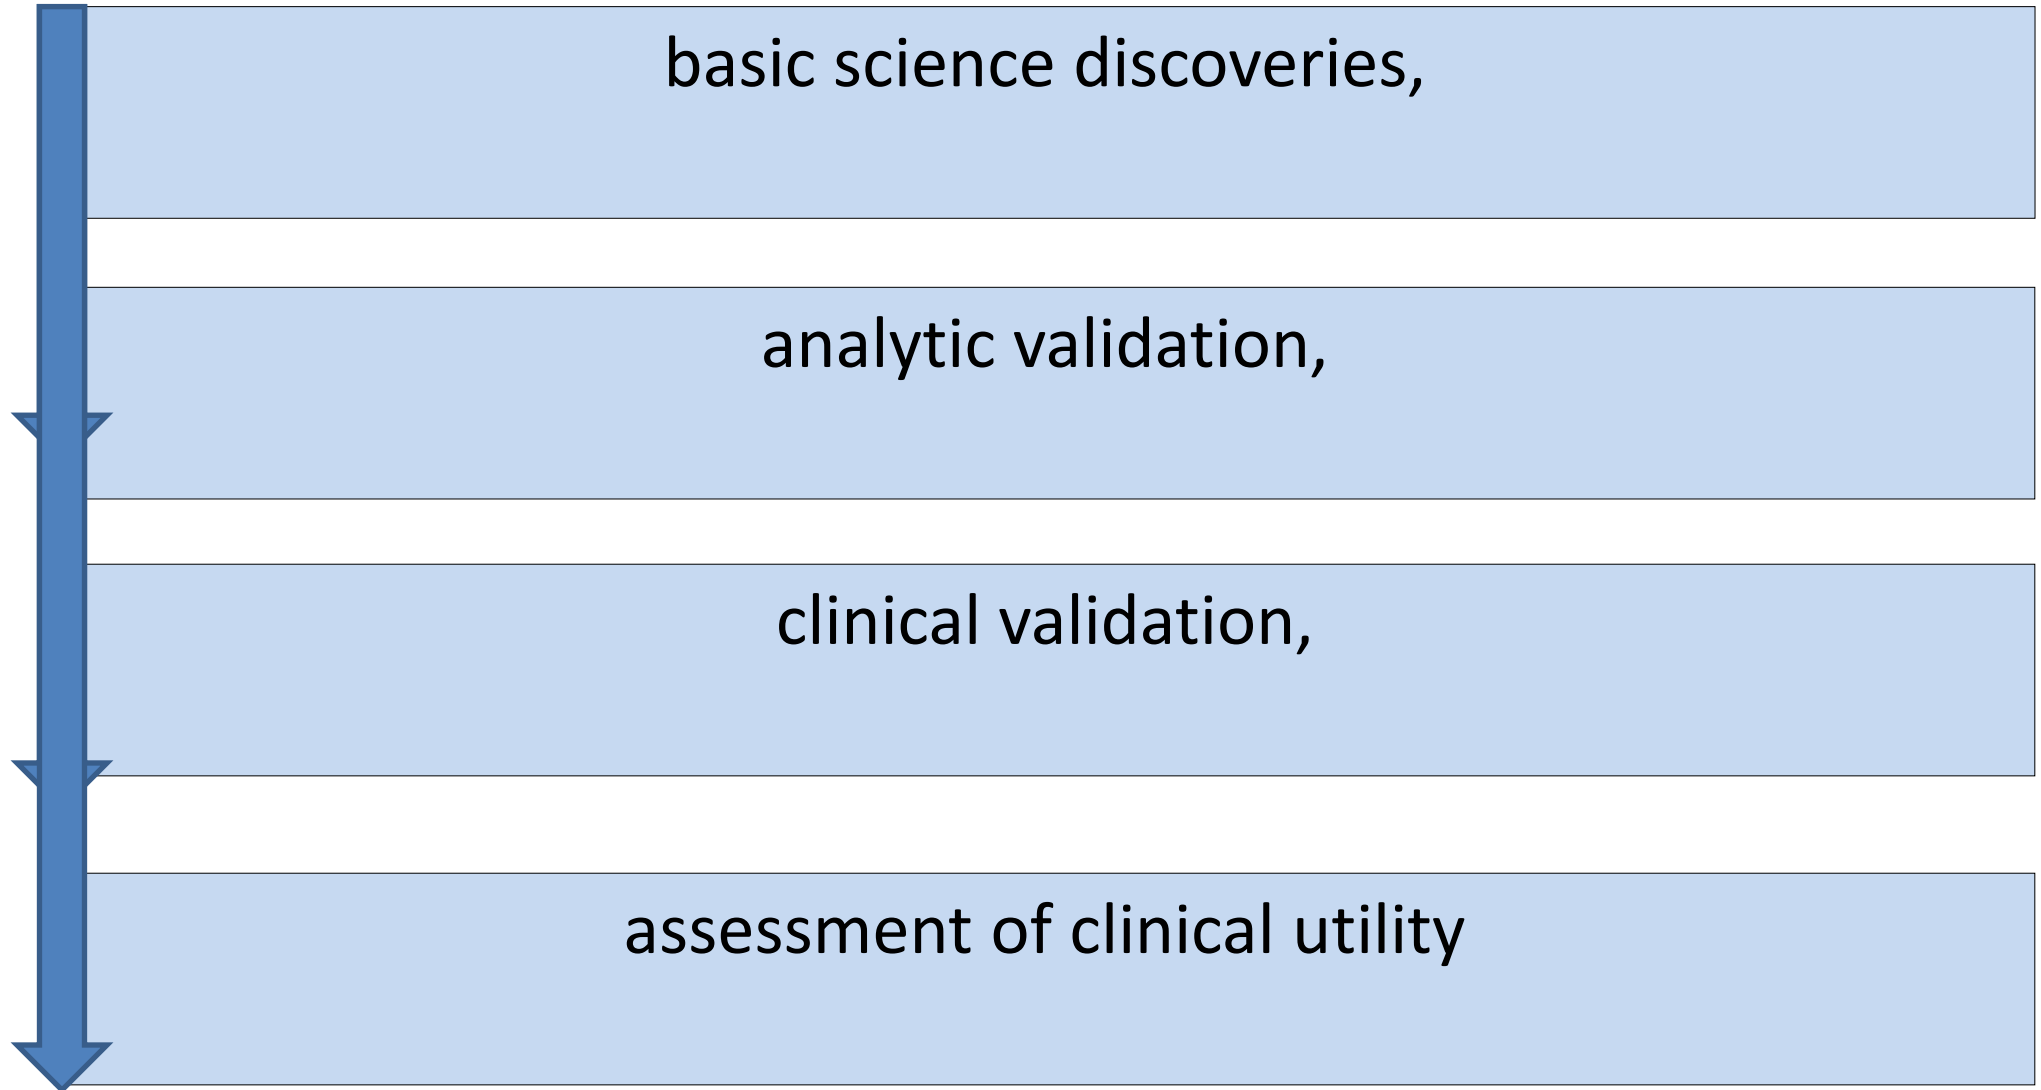 basic science discoveries,
analytic validation,
clinical validation,
assessment of clinical utility